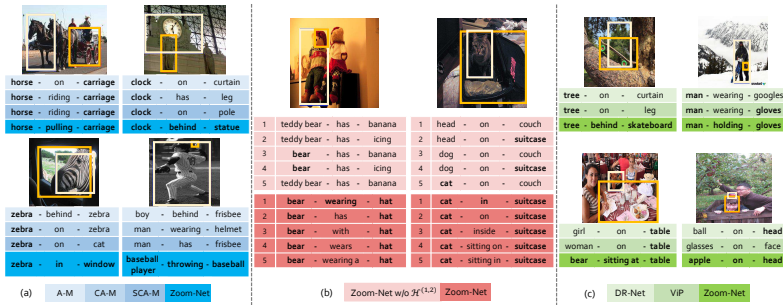 horse - on - carriage
horse - riding - carriage
horse - riding - carriage
horse - pulling - carriage
clock - on - curtain
clock - has - leg
clock - on - pole
clock - behind - statue
zebra - behind - zebra
zebra - on - zebra
zebra - on - cat
zebra - in - window
boy - behind - frisbee
man - wearing - helmet
man - has - frisbee
baseball player - throwing - baseball
(a) A-M CA-M SCA-M Zoom-Net
1 teddy bear - has - banana
2 teddy bear - has - icing
3 bear - has - banana
4 bear - has - icing
5 teddy bear - has - banana
1 bear - wearing - hat
2 bear - has - hat
3 bear - with - hat
4 bear - wears - hat
5 bear - wearing a - hat
1 head - on - couch
2 head - on - suitcase
3 dog - on - couch
4 dog - on - suitcase
5 cat - on - couch
1 cat - in - suitcase
2 cat - on - suitcase
3 cat - inside - suitcase
4 cat - sitting on - suitcase
5 cat - sitting in - suitcase
(b) Zoom-Net w/o ℋ^(1,2) Zoom-Net
tree - on - curtain
tree - on - leg
tree - behind - skateboard
man - wearing - googles
man - wearing - gloves
man - holding - gloves
girl - on - table
woman - on - table
bear - sitting at - table
ball - on - head
glasses - on - face
apple - on - head
(c) DR-Net ViP Zoom-Net